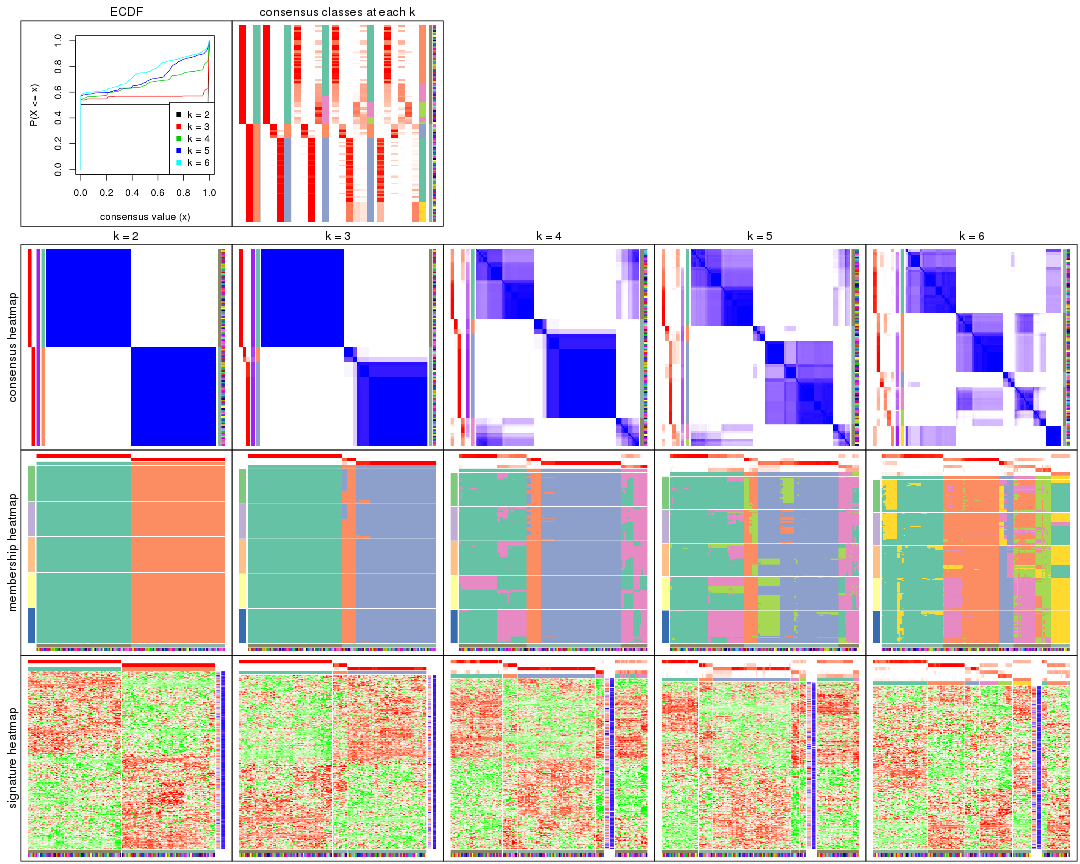 ECDF
consensus classes at each k
P(X <= x)
0.0 0.2 0.4 0.6 0.8 1.0
k = 2
k = 3
k = 4
k = 5
k = 6
0.0 0.2 0.4 0.6 0.8 1.0
consensus value (x)
k = 2
k = 3
k = 4
k = 5
k = 6
consensus heatmap
membership heatmap
signature heatmap